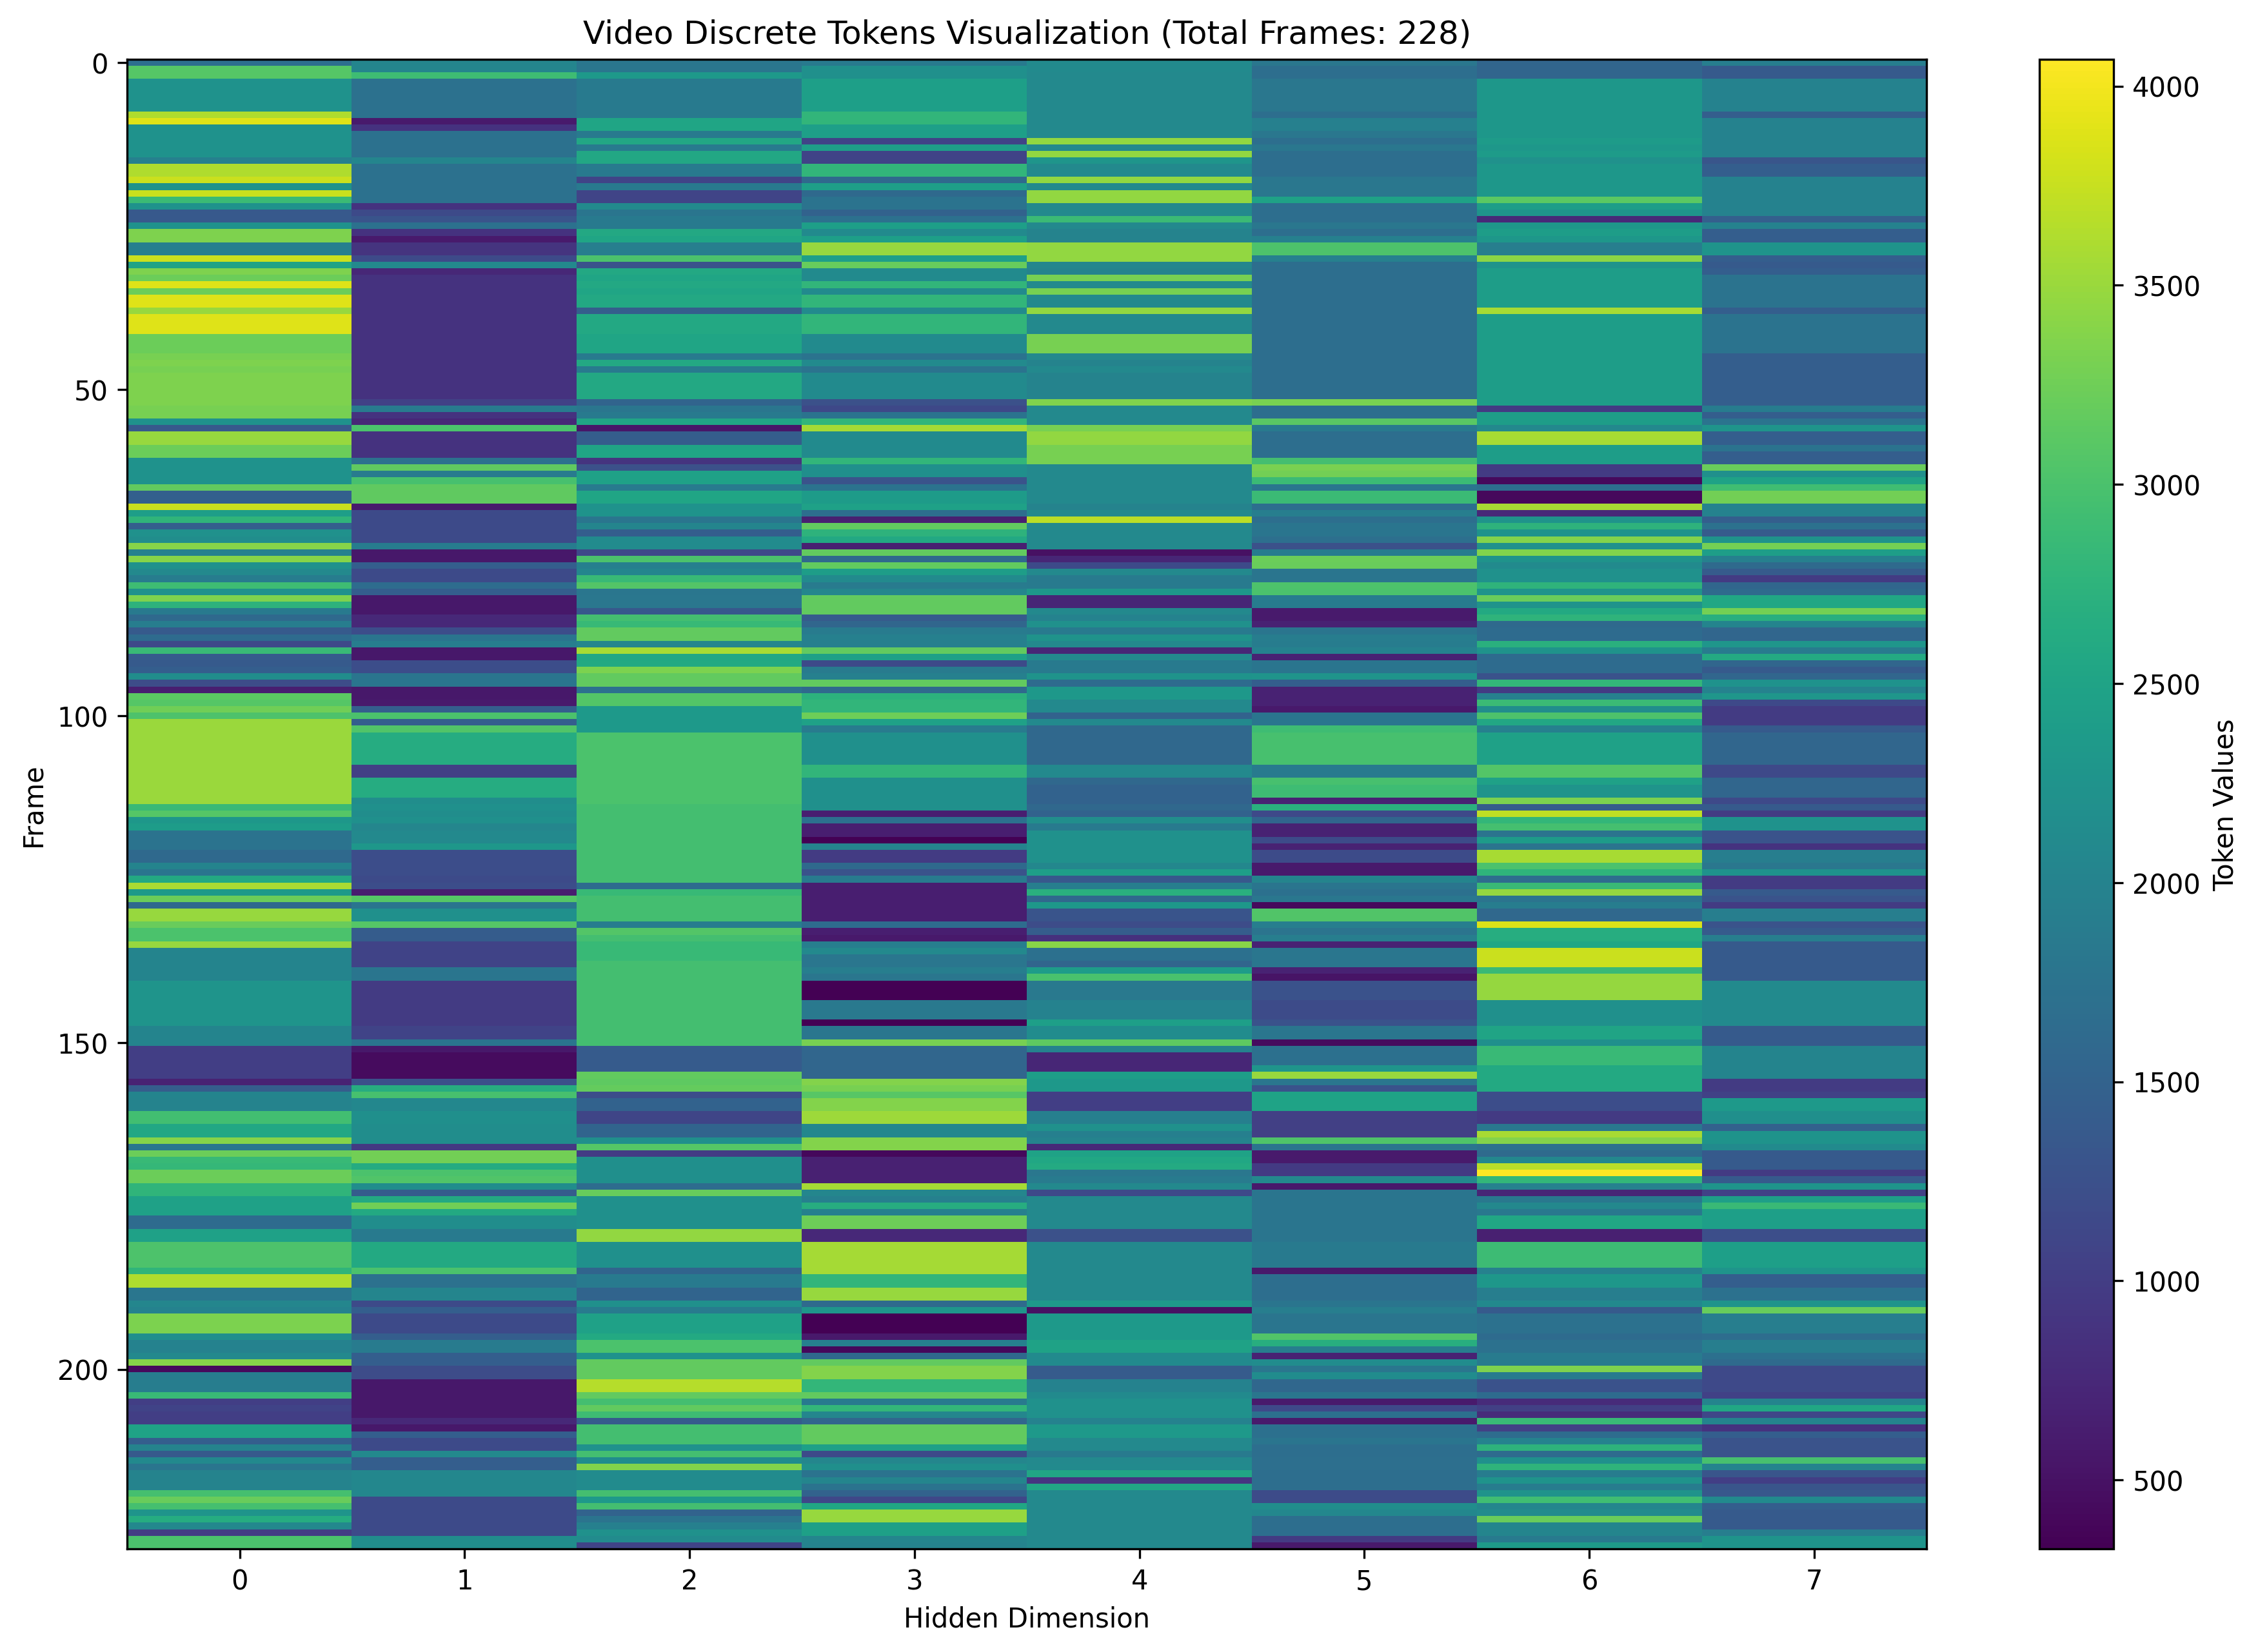 Video Discrete Tokens Visualization (Total Frames: 228)
0
50
100
150
200
Frame
0 1 2 3 4 5 6 7
Hidden Dimension
4000
3500
3000
2500
2000
1500
1000
500
Token Values